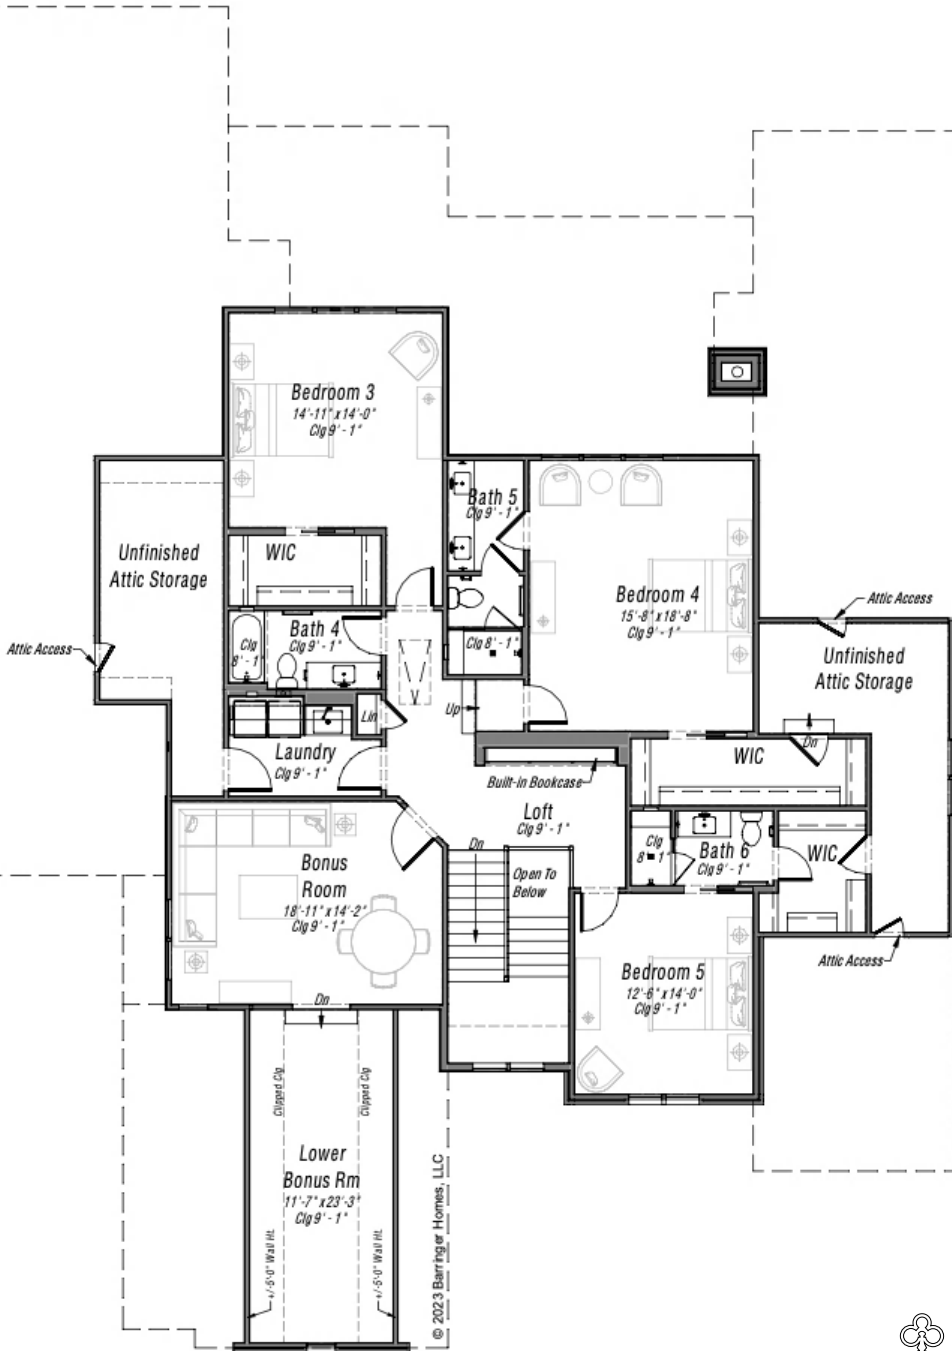 Bedroom 3
14'-11" x 14'-0"
Clg 9' - 1"
Bath 5
Clg 9' - 1"
Unfinished
Attic Storage
WIC
Bedroom 4
15'-8" x 18'-8"
Clg 9' - 1"
Attic Access
Bath 4
Clg 9' - 1"
Clg
8' - 1"
Clg 8' - 1"
Attic Access
Unfinished
Attic Storage
Up
Lin
Dn
Laundry
Clg 9' - 1"
WIC
Built-in Bookcase
Loft
Clg 9' - 1"
Dn
Clg
8' 1"
Bath 6
Clg 9' - 1"
WIC
Bonus
Room
18'-11" x 14'-2"
Clg 9' - 1"
Open To
Below
Attic Access
Bedroom 5
12'-6" x 14'-0"
Clg 9' - 1"
Dn
Clipped Clg
Clipped Clg
Lower
Bonus Rm
11'-7" x 23'-3"
Clg 9' - 1"
+/-5'-0" Wall Ht.
+/-5'-0" Wall Ht.
© 2023 Barringer Homes, LLC